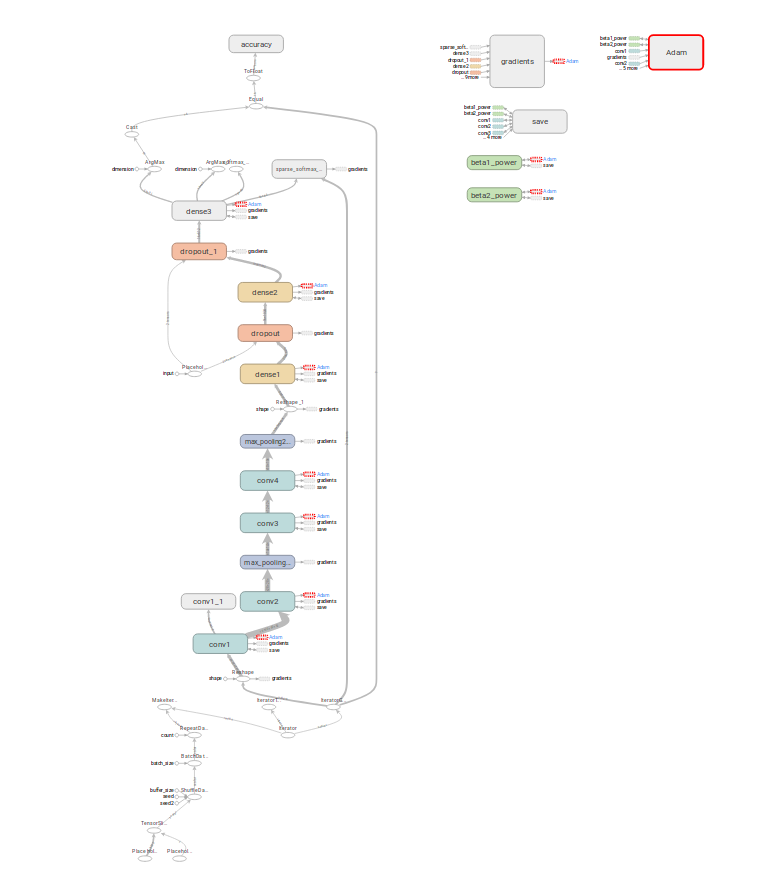 accuracy
ToFloat
Equal
Cast
dimension
ArgMax
dimension
sparse_softmax_...
gradients
dense3
Adam
gradients
save
dropout_1
gradients
dense2
Adam
gradients
save
dropout
gradients
input
Placehol...
dense1
Adam
gradients
save
shape
Reshape_1
gradients
max_pooling2...
gradients
conv4
Adam
gradients
save
conv3
Adam
gradients
save
max_pooling...
gradients
conv1_1
conv2
Adam
gradients
save
conv1
Adam
gradients
save
shape
Reshape
gradients
MakeIter...
Iterator
count
RepeatDa...
batch_size
BatchDat...
buffer_size
seed
seed2
ShuffleDa...
TensorSl...
Placehol...
Placehol...
sparse_soft...
dense3
dropout_1
dense2
dropout
... 9 more
gradients
Adam
beta1_power
beta2_power
conv1
gradients
conv2
... 5 more
Adam
beta1_power
beta2_power
conv1
conv2
conv3
... 4 more
save
beta1_power
Adam
save
beta2_power
Adam
save